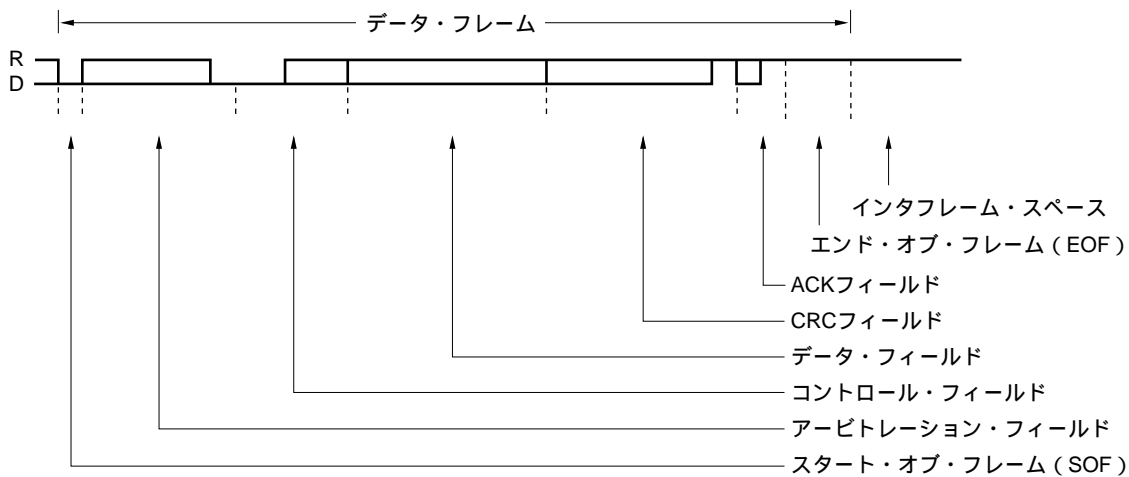 データ・フレーム
R
D
インタフレーム・スペース
エンド・オブ・フレーム（EOF）
ACKフィールド
CRCフィールド
データ・フィールド
コントロール・フィールド
アービトレーション・フィールド
スタート・オブ・フレーム（SOF）